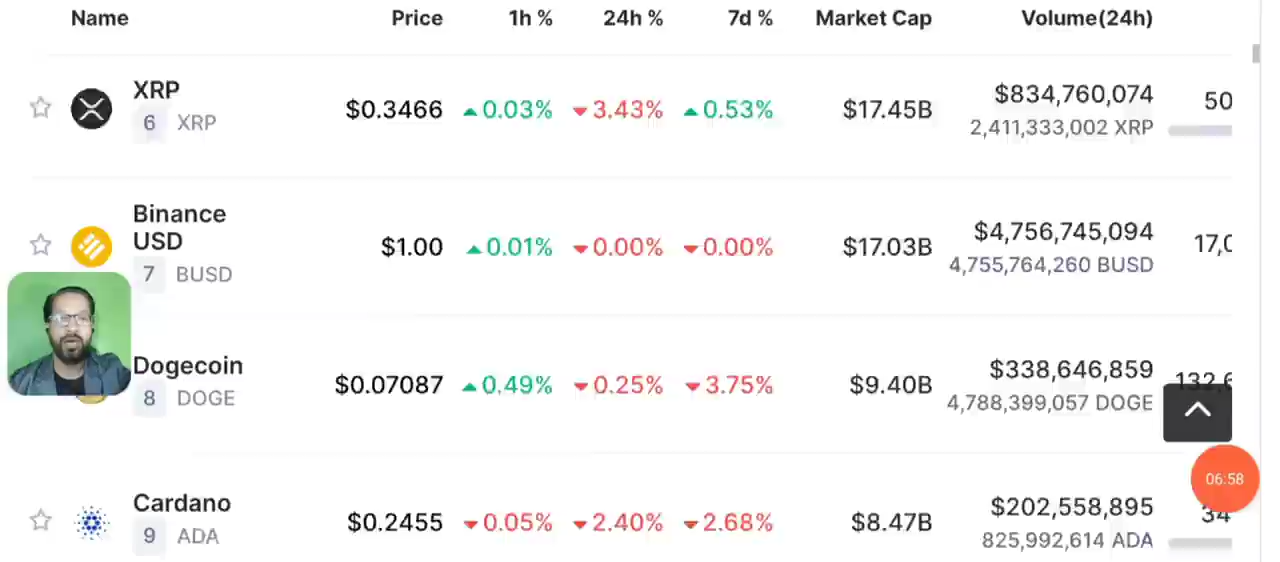 Name Price 1h % 24h % 7d % Market Cap Volume(24h)
XRP
6 XRP
$0.3466 0.03% 3.43% 0.53% $17.45B $834,760,074
2,411,333,002 XRP
50
Binance
USD
7 BUSD
$1.00 0.01% 0.00% 0.00% $17.03B $4,756,745,094
4,755,764,260 BUSD
17,0
Dogecoin
8 DOGE
$0.07087 0.49% 0.25% 3.75% $9.40B $338,646,859
4,788,399,057 DOGE
132,6
Cardano
9 ADA
$0.2455 0.05% 2.40% 2.68% $8.47B $202,558,895
825,992,614 ADA
06:58
34